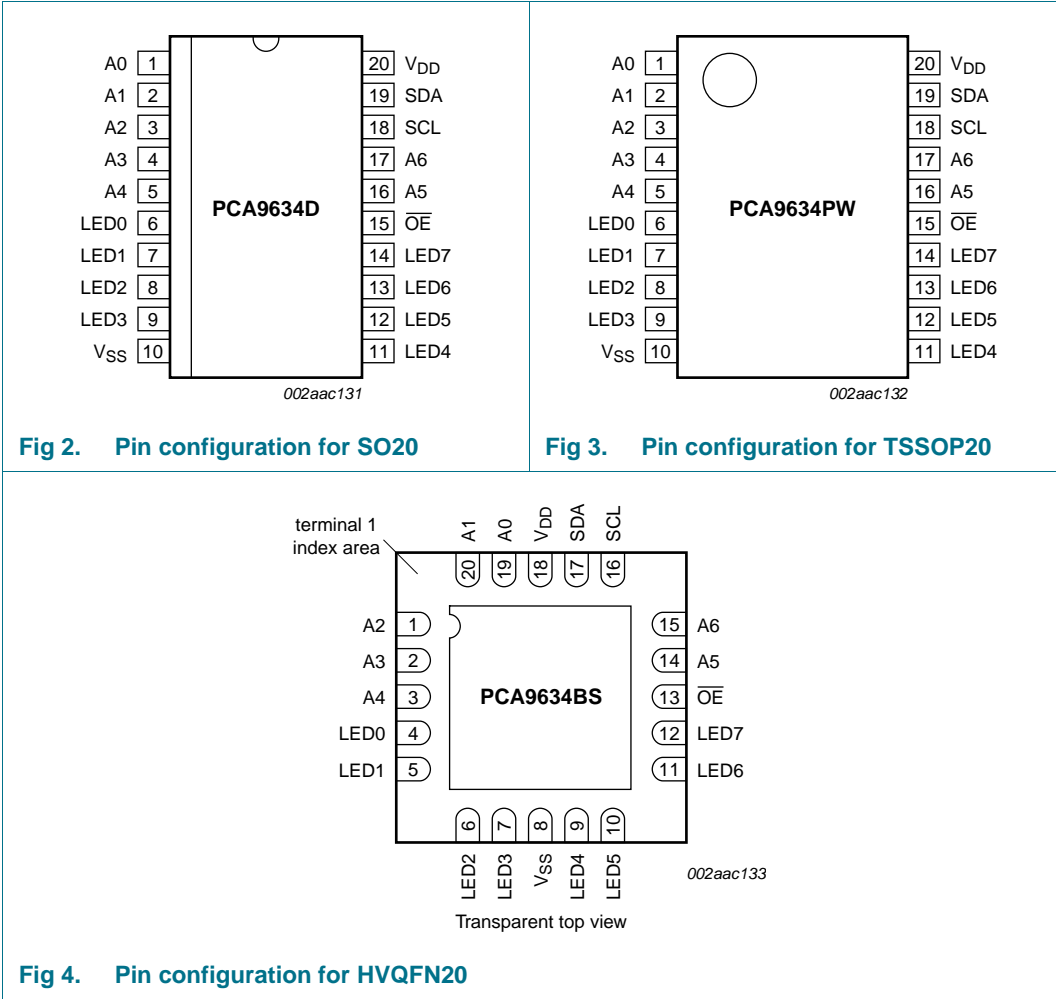 A0 1
A1 2
A2 3
A3 4
A4 5
LED0 6
LED1 7
LED2 8
LED3 9
VSS 10
PCA9634D
20 VDD
19 SDA
18 SCL
17 A6
16 A5
15 OE
14 LED7
13 LED6
12 LED5
11 LED4
002aac131
Fig 2. Pin configuration for SO20
A0 1
A1 2
A2 3
A3 4
A4 5
LED0 6
LED1 7
LED2 8
LED3 9
VSS 10
PCA9634PW
20 VDD
19 SDA
18 SCL
17 A6
16 A5
15 OE
14 LED7
13 LED6
12 LED5
11 LED4
002aac132
Fig 3. Pin configuration for TSSOP20
terminal 1
index area
A1 A0 VDD SDA SCL
20 19 18 17 16
A2 1
A3 2
A4 3
LED0 4
LED1 5
PCA9634BS
15 A6
14 A5
13 OE
12 LED7
11 LED6
6 7 8 9 10
LED2 LED3 VSS LED4 LED5
002aac133
Transparent top view
Fig 4. Pin configuration for HVQFN20